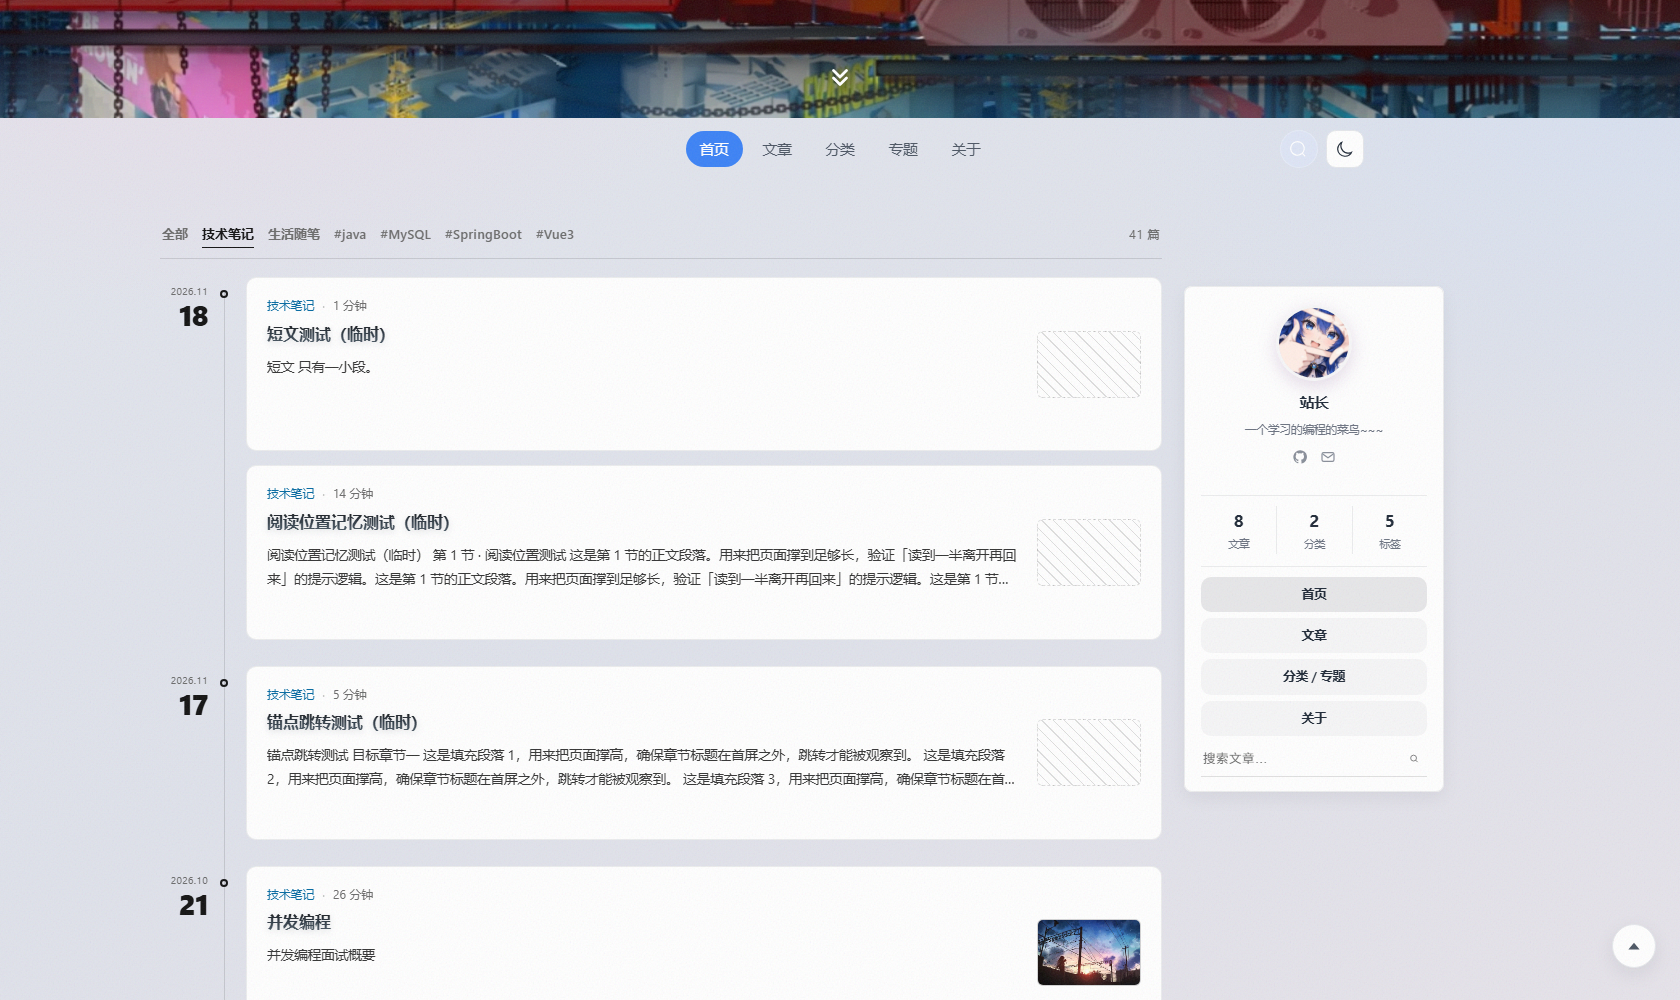 首页 文章 分类 专题 关于
全部 技术笔记 生活随笔 #java #MySQL #SpringBoot #Vue3 41 篇
2026.11
18
技术笔记 · 1 分钟
短文测试（临时）
短文 只有一小段。
技术笔记 · 14 分钟
阅读位置记忆测试（临时）
阅读位置记忆测试（临时） 第 1 节 · 阅读位置测试 这是第 1 节的正文段落。用来把页面撑到足够长，验证「读到一半离开再回
来」的提示逻辑。这是第 1 节的正文段落。用来把页面撑到足够长，验证「读到一半离开再回来」的提示逻辑。这是第 1 节…
2026.11
17
技术笔记 · 5 分钟
锚点跳转测试（临时）
锚点跳转测试 目标章节一 这是填充段落 1，用来把页面撑高，确保章节标题在首屏之外，跳转才能被观察到。 这是填充段落
2，用来把页面撑高，确保章节标题在首屏之外，跳转才能被观察到。 这是填充段落 3，用来把页面撑高，确保章节标题在首…
2026.10
21
技术笔记 · 26 分钟
并发编程
并发编程面试概要
站长
一个学习的编程的菜鸟~~~
8 2 5
文章 分类 标签
首页
文章
分类 / 专题
关于
搜索文章…